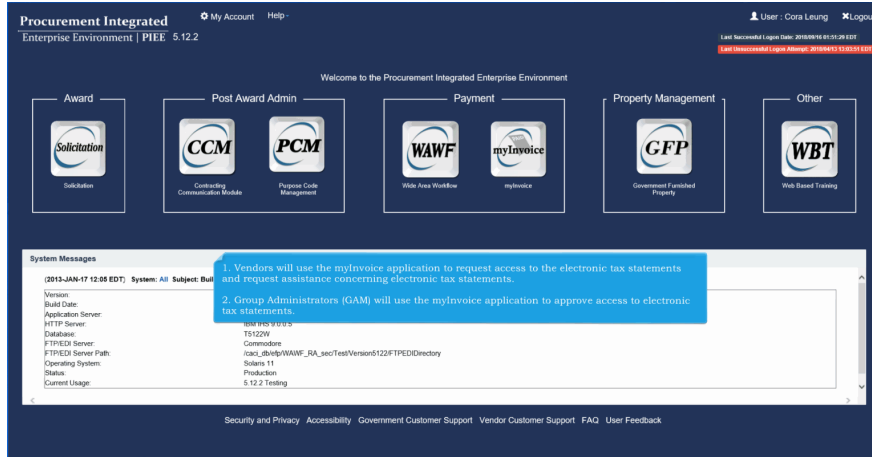 Procurement Integrated
Enterprise Environment | PIEE 5.12.2
My Account Help
User : Cora Leung Logou
Last Successful Logon Date: 2018/09/16 01:51:29 EDT
Last Unsuccessful Logon Attempt: 2018/04/13 13:03:51 EDT
Welcome to the Procurement Integrated Enterprise Environment
Award
Solicitation
Solicitation
Post Award Admin
CCM
Contracting
Communication Module
PCM
Purpose Code
Management
Payment
WAWF
Wide Area Workflow
myInvoice
myInvoice
Property Management
GFP
Government Furnished
Property
Other
WBT
Web Based Training
System Messages
(2013-JAN-17 12:05 EDT) System: All Subject: Buil
1. Vendors will use the myInvoice application to request access to the electronic tax statements
and request assistance concerning electronic tax statements.
2. Group Administrators (GAM) will use the myInvoice application to approve access to electronic
tax statements.
Version:
Build Date:
Application Server:
HTTP Server: IBM IHS 9.0.0.5
Database: T5122W
FTP/EDI Server: Commodore
FTP/EDI Server Path: /caci_db/efp/WAWF_RA_sec/Test/Version5122/FTPEDIDirectory
Operating System: Solaris 11
Status: Production
Current Usage: 5.12.2 Testing
Security and Privacy Accessibility Government Customer Support Vendor Customer Support FAQ User Feedback